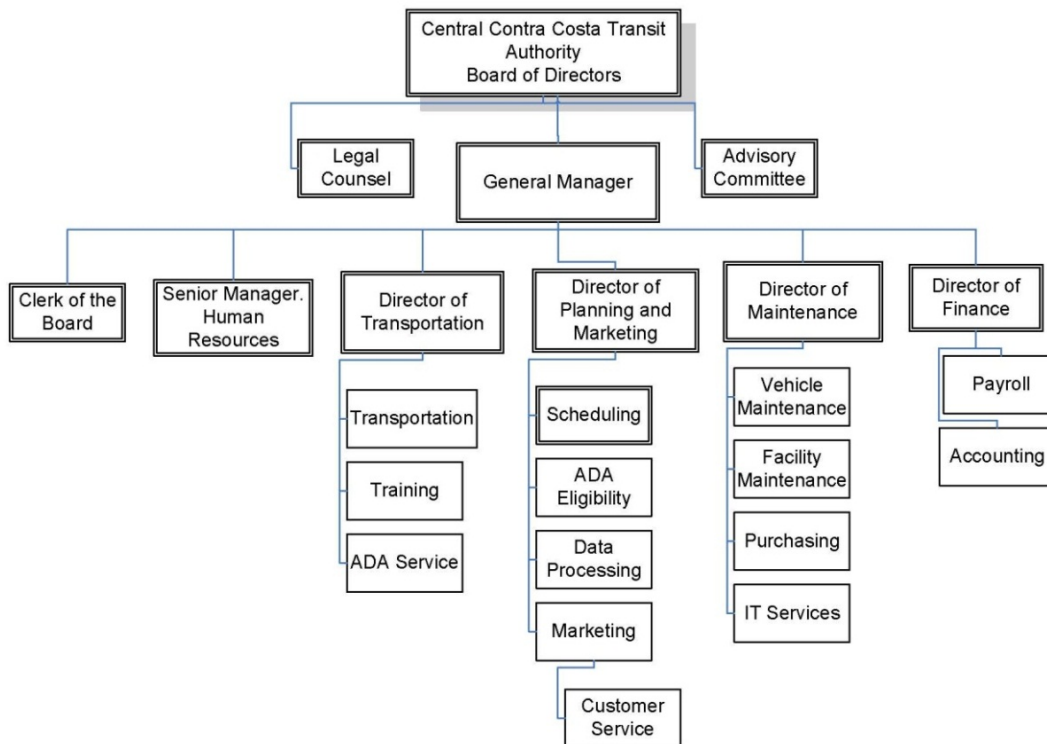 Central Contra Costa Transit
Authority
Board of Directors
Legal
Counsel
General Manager
Advisory
Committee
Clerk of the
Board
Senior Manager.
Human
Resources
Director of
Transportation
Director of
Planning and
Marketing
Director of
Maintenance
Director of
Finance
Transportation
Training
ADA Service
Scheduling
ADA
Eligibility
Data
Processing
Marketing
Customer
Service
Vehicle
Maintenance
Facility
Maintenance
Purchasing
IT Services
Payroll
Accounting